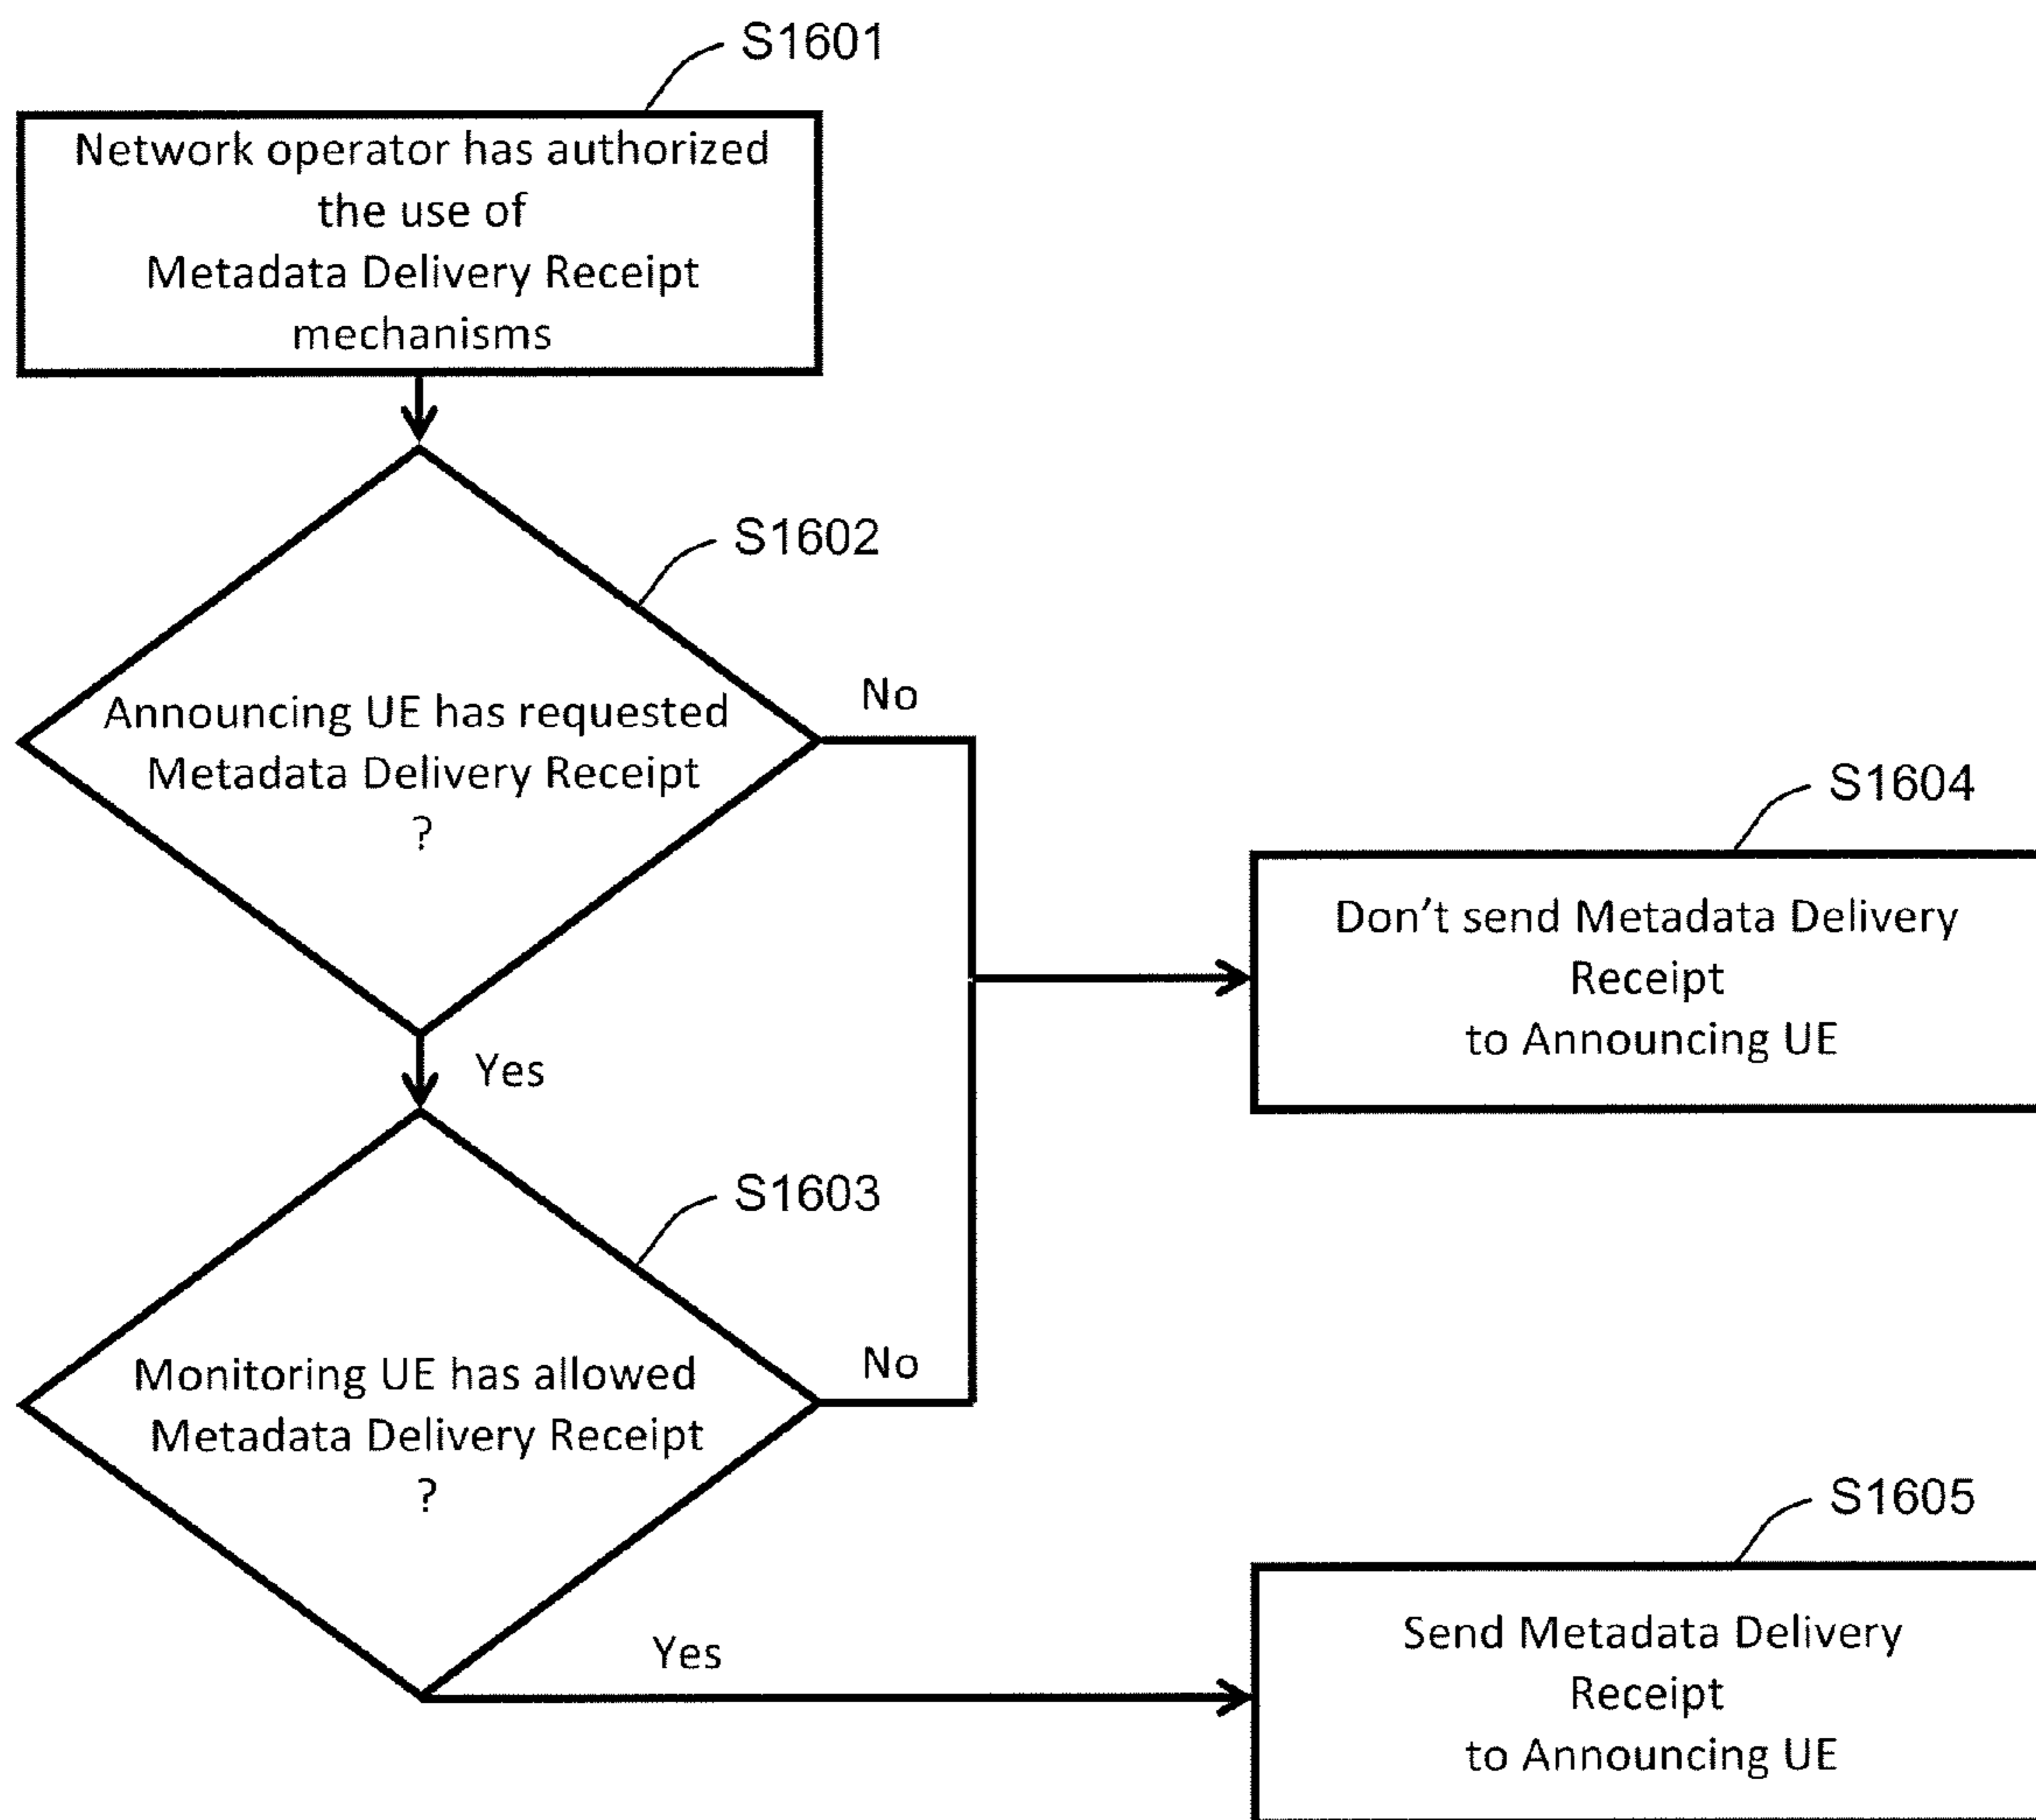 S1601
Network operator has authorized
the use of
Metadata Delivery Receipt
mechanisms
S1602
Announcing UE has requested
Metadata Delivery Receipt
?
No
Yes
S1604
Don't send Metadata Delivery
Receipt
to Announcing UE
S1603
Monitoring UE has allowed
Metadata Delivery Receipt
?
No
Yes
S1605
Send Metadata Delivery
Receipt
to Announcing UE